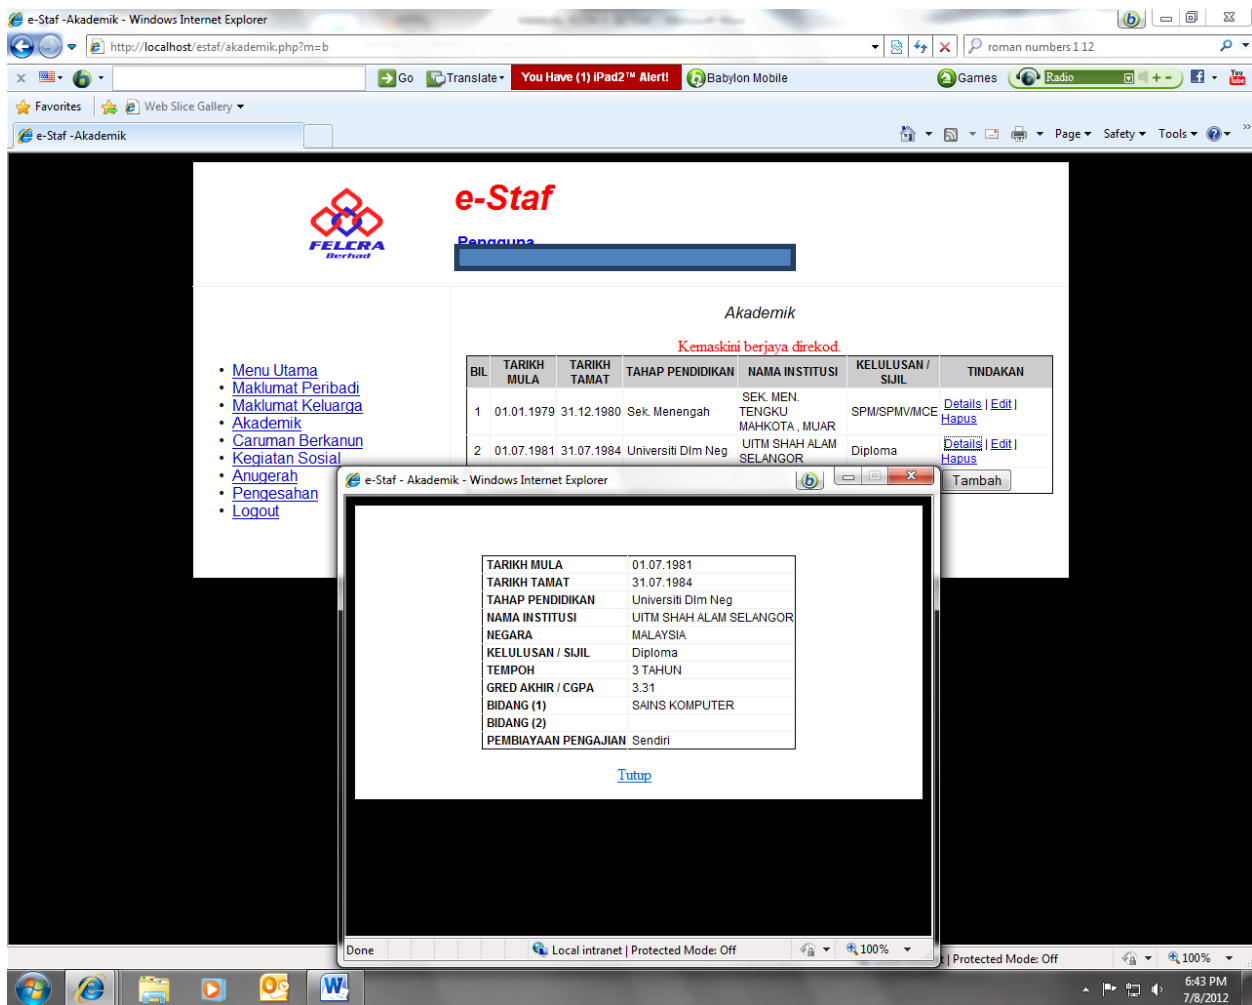 e-Staf -Akademik - Windows Internet Explorer
http://localhost/estaf/akademik.php?m=b
roman numbers 1 12
Go Translate You Have (1) iPad2™ Alert! Babylon Mobile Games Radio
Favorites Web Slice Gallery
e-Staf -Akademik
Page Safety Tools
e-Staf
FELCRA
Berhad
Pengguna
Akademik
Kemaskini berjaya direkod.
Menu Utama
Maklumat Peribadi
Maklumat Keluarga
Akademik
Caruman Berkanun
Kegiatan Sosial
Anugerah
Pengesahan
Logout
BIL TARIKH MULA TARIKH TAMAT TAHAP PENDIDIKAN NAMA INSTITUSI KELULUSAN / SIJIL TINDAKAN
1 01.01.1979 31.12.1980 Sek. Menengah SEK. MEN. TENGKU MAHKOTA , MUAR SPM/SPMV/MCE Details | Edit | Hapus
2 01.07.1981 31.07.1984 Universiti Dlm Neg UITM SHAH ALAM SELANGOR Diploma Details | Edit | Hapus
Tambah
e-Staf - Akademik - Windows Internet Explorer
TARIKH MULA 01.07.1981
TARIKH TAMAT 31.07.1984
TAHAP PENDIDIKAN Universiti Dlm Neg
NAMA INSTITUSI UITM SHAH ALAM SELANGOR
NEGARA MALAYSIA
KELULUSAN / SIJIL Diploma
TEMPOH 3 TAHUN
GRED AKHIR / CGPA 3.31
BIDANG (1) SAINS KOMPUTER
BIDANG (2)
PEMBIAYAAN PENGAJIAN Sendiri
Tutup
Done Local intranet | Protected Mode: Off 100%
| Protected Mode: Off 100%
6:43 PM
7/8/2012